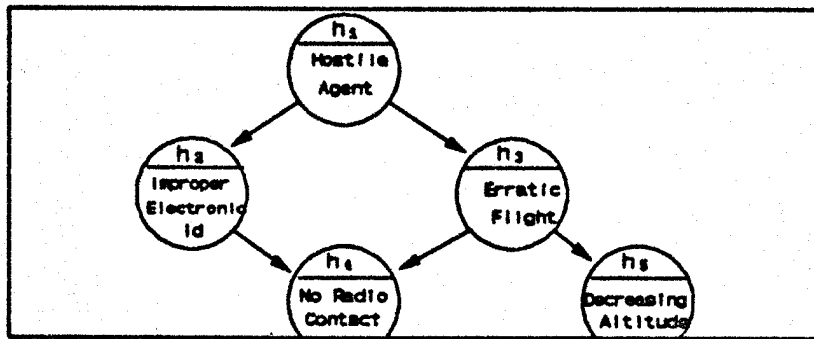 h₁
Hostile
Agent
h₂
Improper
Electronic
id
h₃
Erratic
Flight
h₄
No Radio
Contact
h₅
Decreasing
Altitude